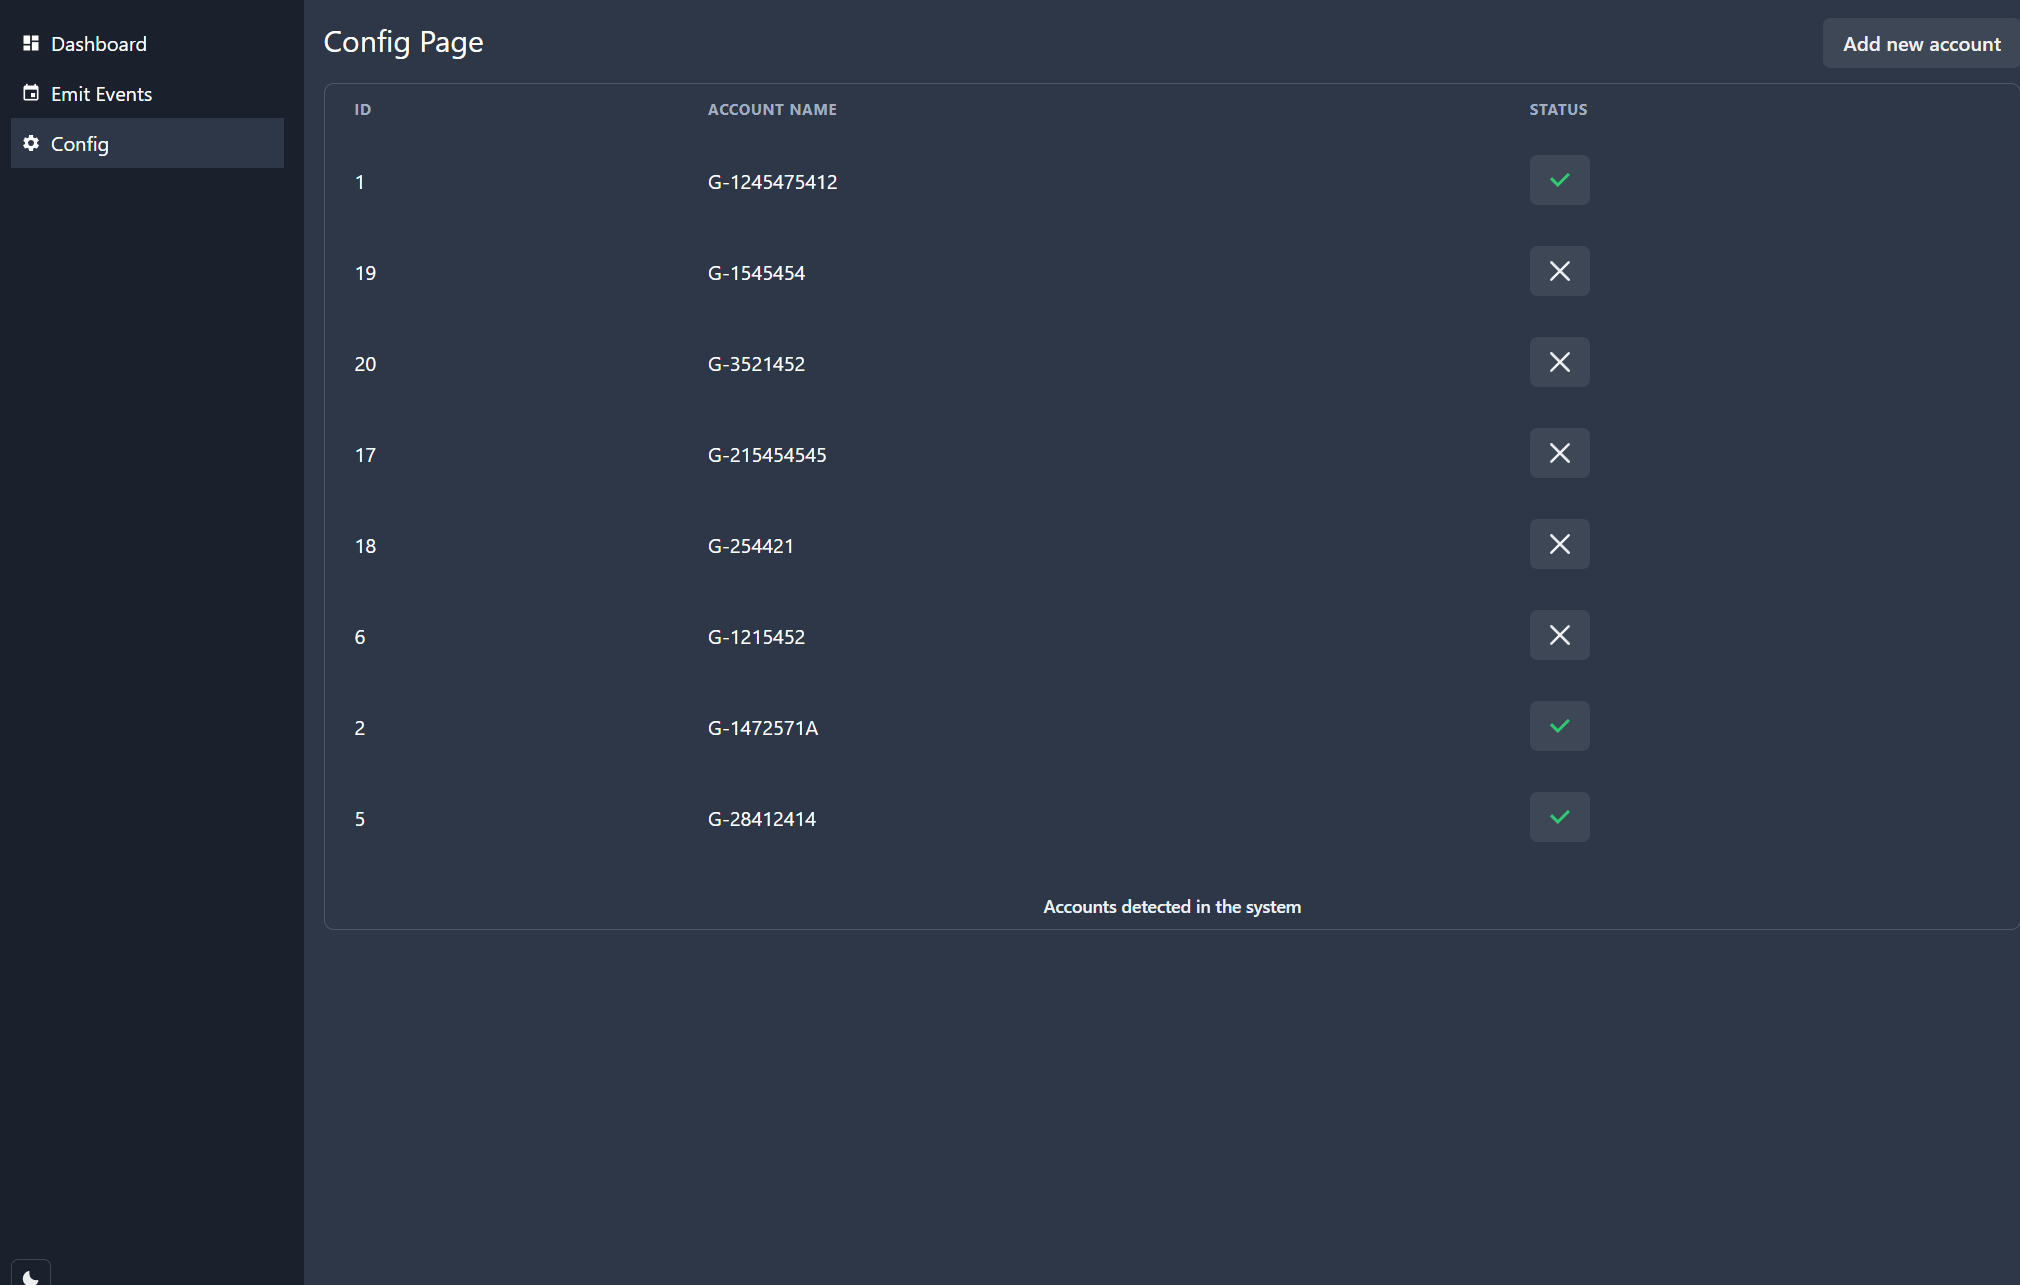 Dashboard
Emit Events
Config
Config Page
Add new account
ID ACCOUNT NAME STATUS
1 G-1245475412
19 G-1545454
20 G-3521452
17 G-215454545
18 G-254421
6 G-1215452
2 G-1472571A
5 G-28412414
Accounts detected in the system